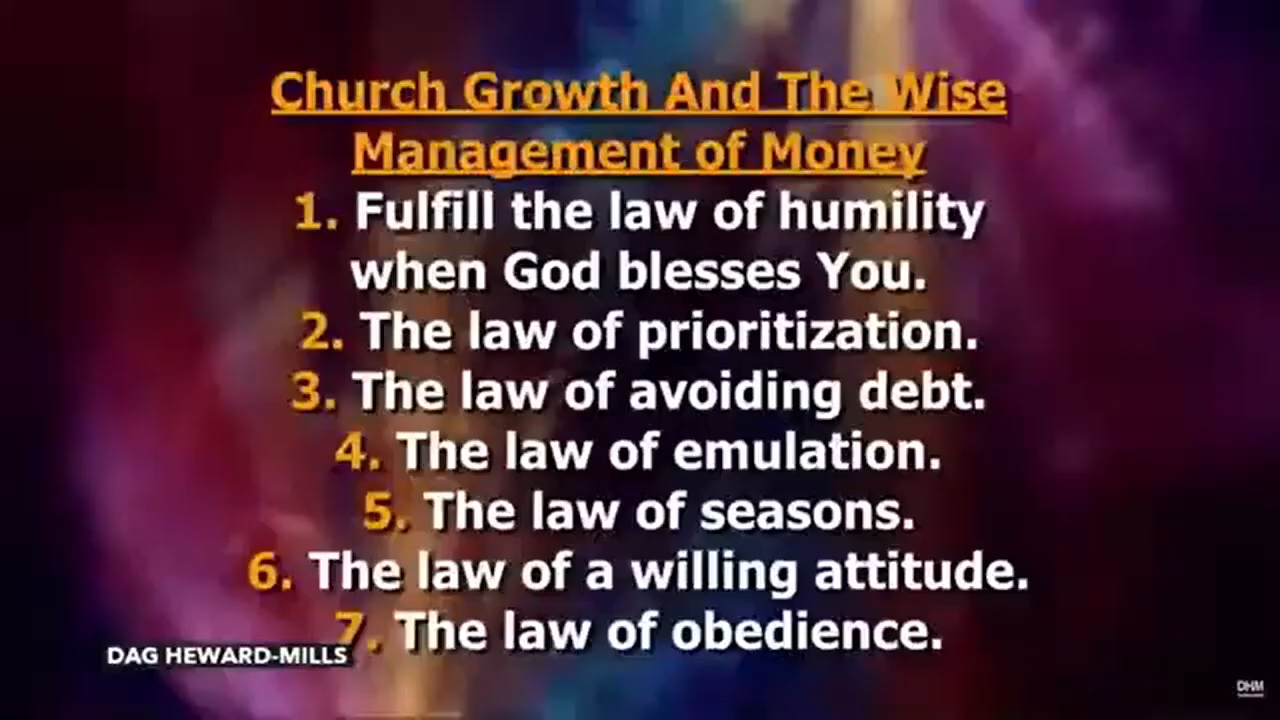 Church Growth And The Wise
Management of Money
1. Fulfill the law of humility
when God blesses You.
2. The law of prioritization.
3. The law of avoiding debt.
4. The law of emulation.
5. The law of seasons.
6. The law of a willing attitude.
7. The law of obedience.
DAG HEWARD-MILLS
DHM